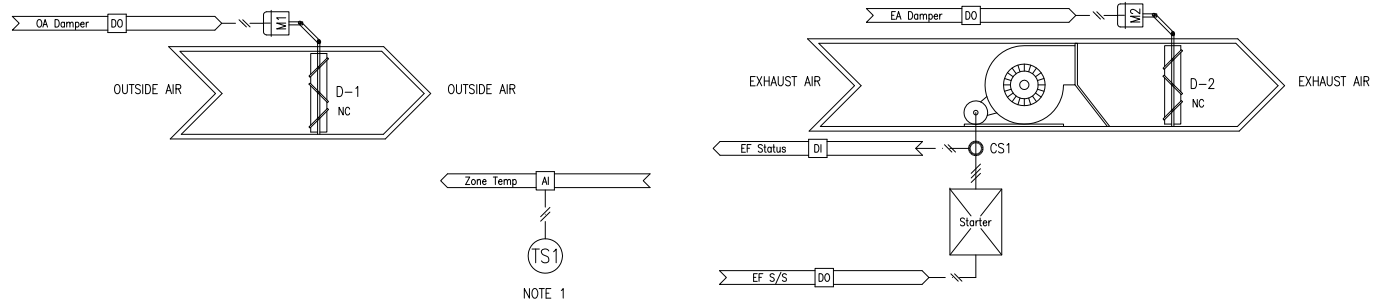 OA Damper DO
M1
OUTSIDE AIR
D-1
NC
OUTSIDE AIR
Zone Temp AI
TS1
NOTE 1
EA Damper DO
M2
EXHAUST AIR
D-2
NC
EXHAUST AIR
EF Status DI
CS1
Starter
EF S/S DO